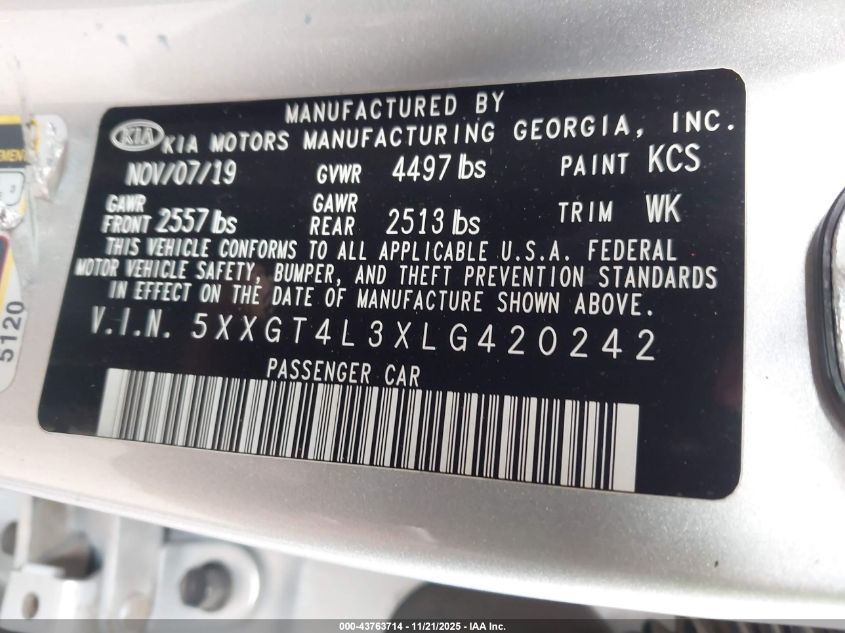 MANUFACTURED BY
KIA KIA MOTORS MANUFACTURING GEORGIA, INC.
NOV/07/19 GVWR 4497 lbs PAINT KCS
GAWR FRONT 2557 lbs GAWR REAR 2513 lbs TRIM WK
THIS VEHICLE CONFORMS TO ALL APPLICABLE U.S.A. FEDERAL
MOTOR VEHICLE SAFETY, BUMPER, AND THEFT PREVENTION STANDARDS
IN EFFECT ON THE DATE OF MANUFACTURE SHOWN ABOVE.
V.I.N. 5XXGT4L3XLG420242
PASSENGER CAR
5120
000-43763714 - 11/21/2025 - IAA Inc.